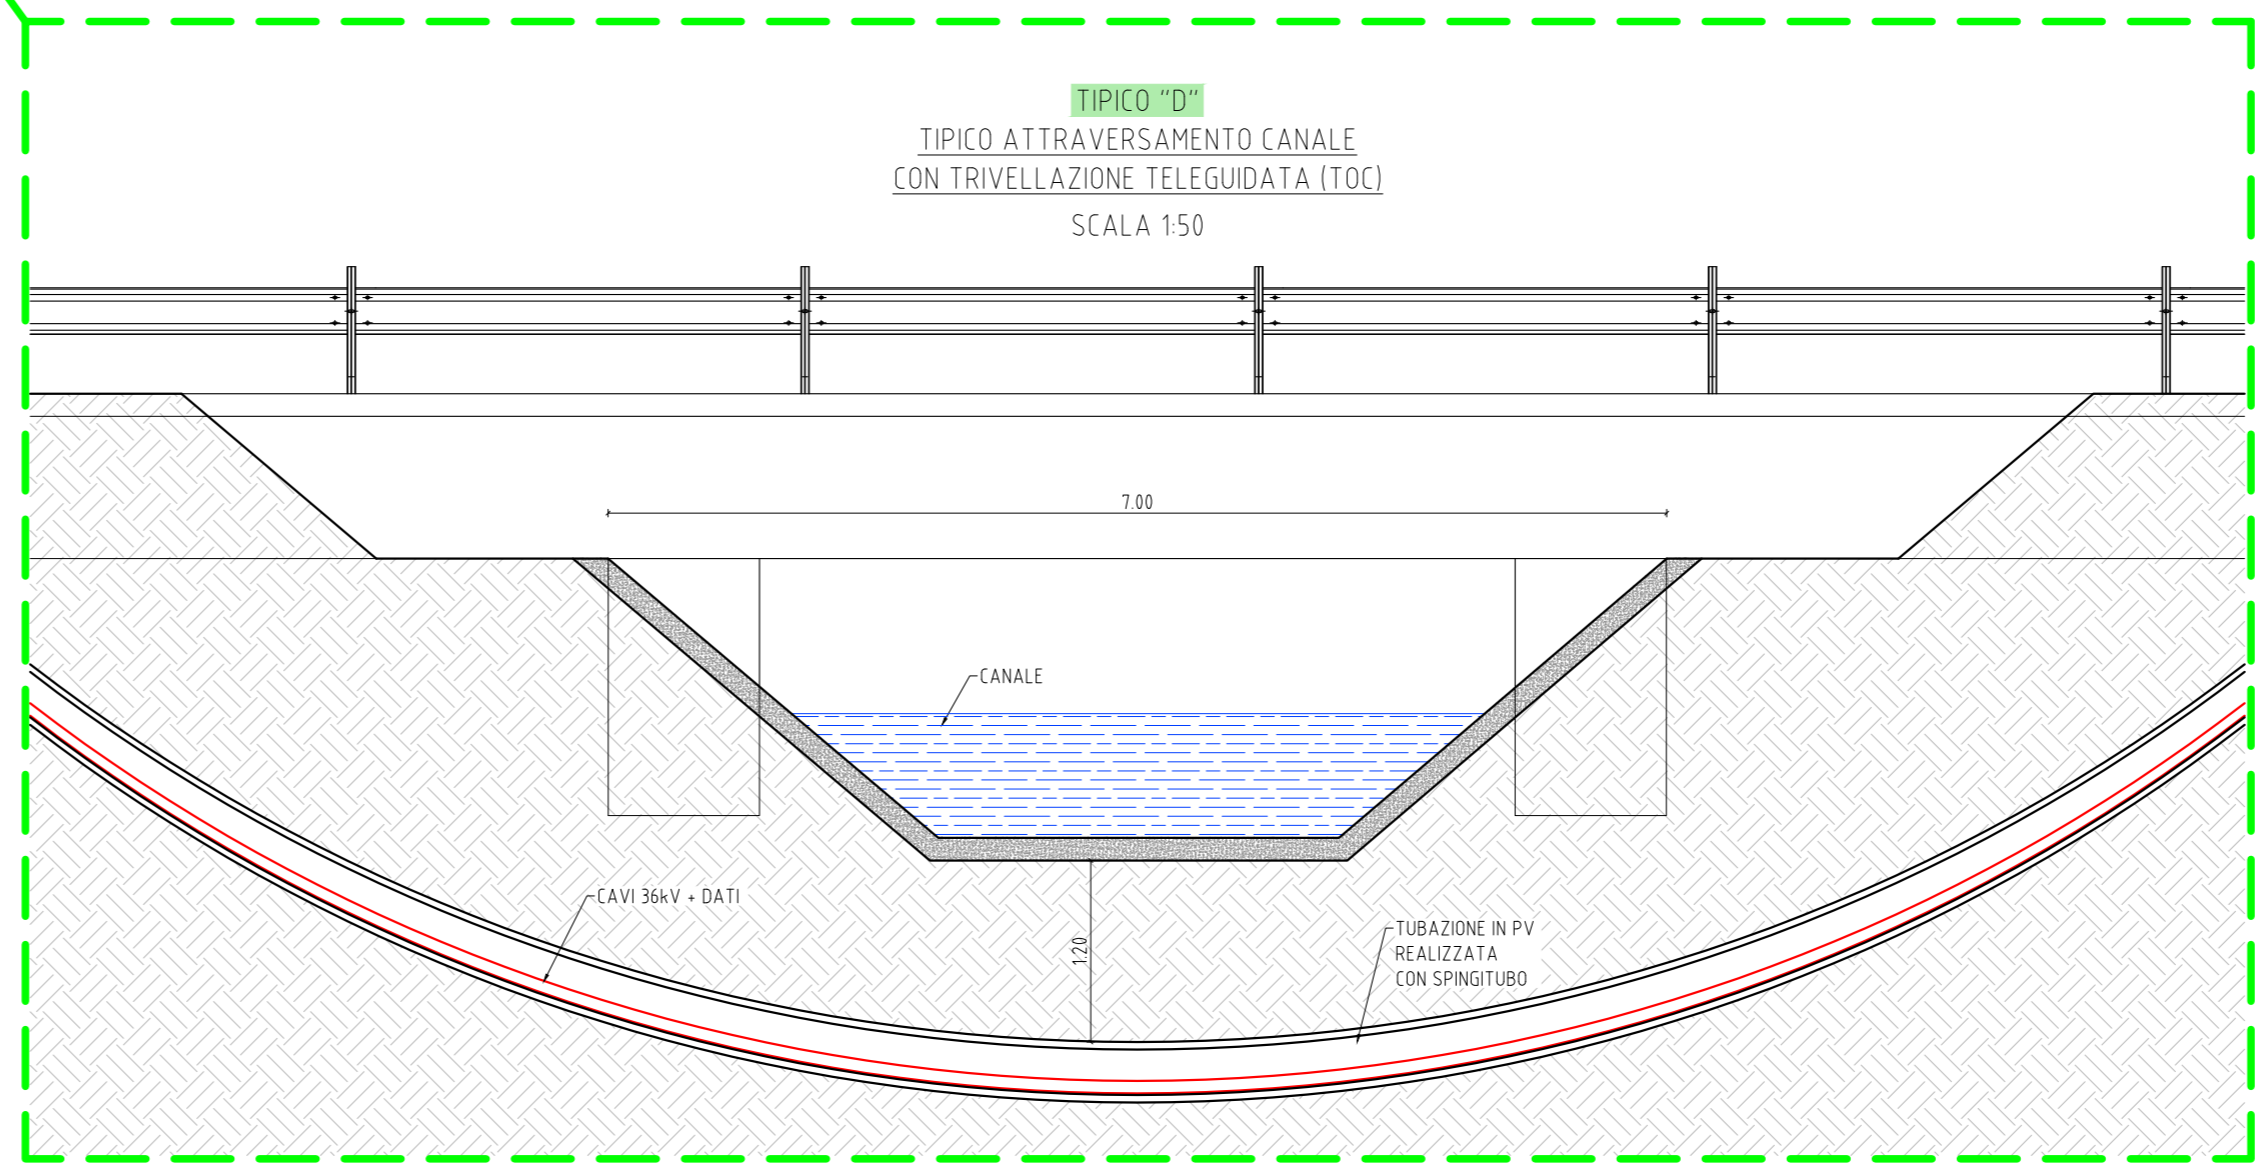 TIPICO "D"
TIPICO ATTRAVERSAMENTO CANALE
CON TRIVELLAZIONE TELEGUIDATA (TOC)
SCALA 1:50
7.00
CANALE
CAVI 36kV + DATI
1.20
TUBAZIONE IN PV
REALIZZATA
CON SPINGITUBO